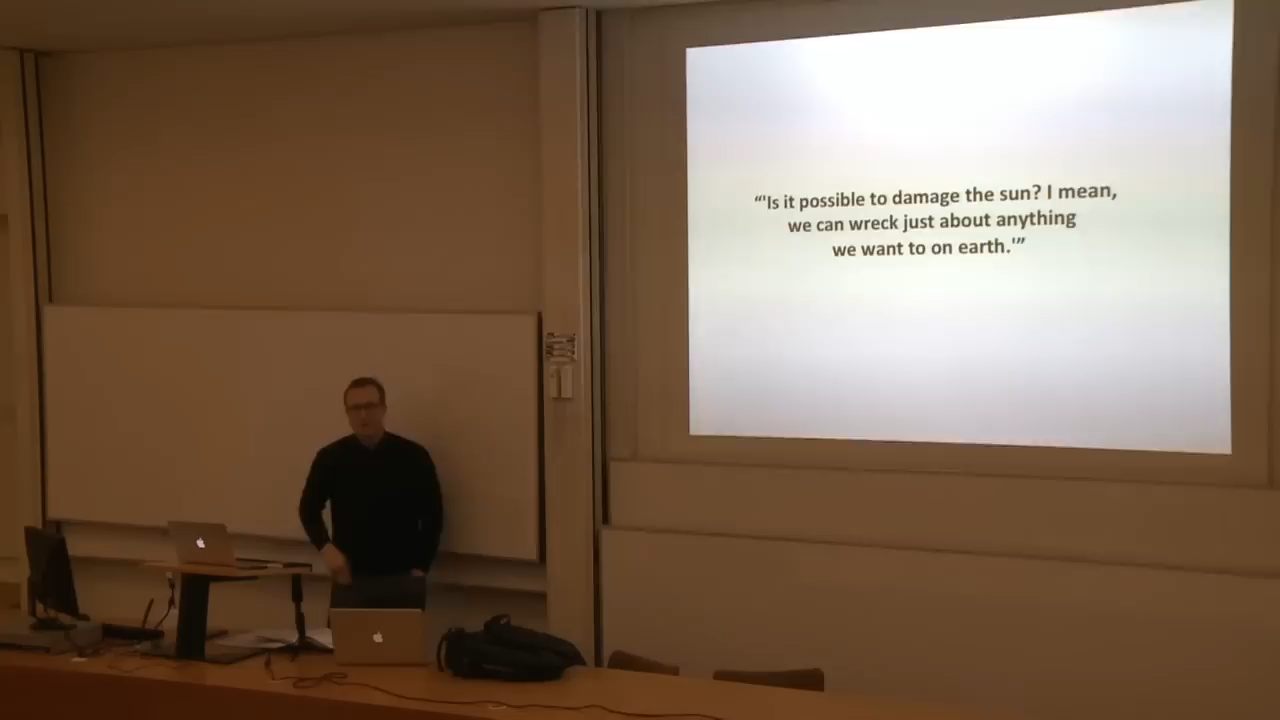 “'Is it possible to damage the sun? I mean,
we can wreck just about anything
we want to on earth.'”